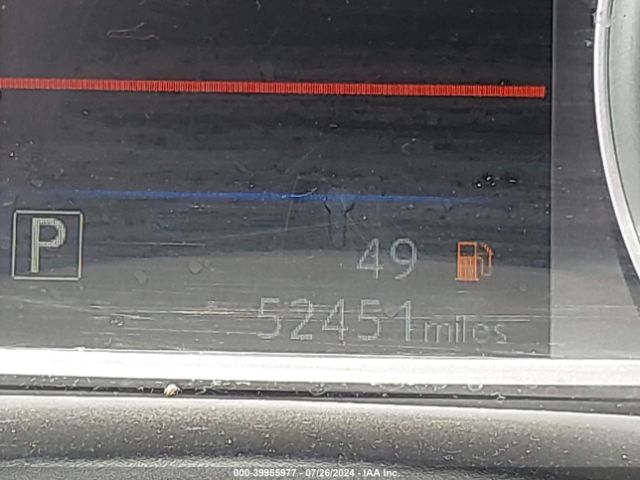 P
49
52451 miles
000-39955977 - 07/26/2024 - IAA Inc.